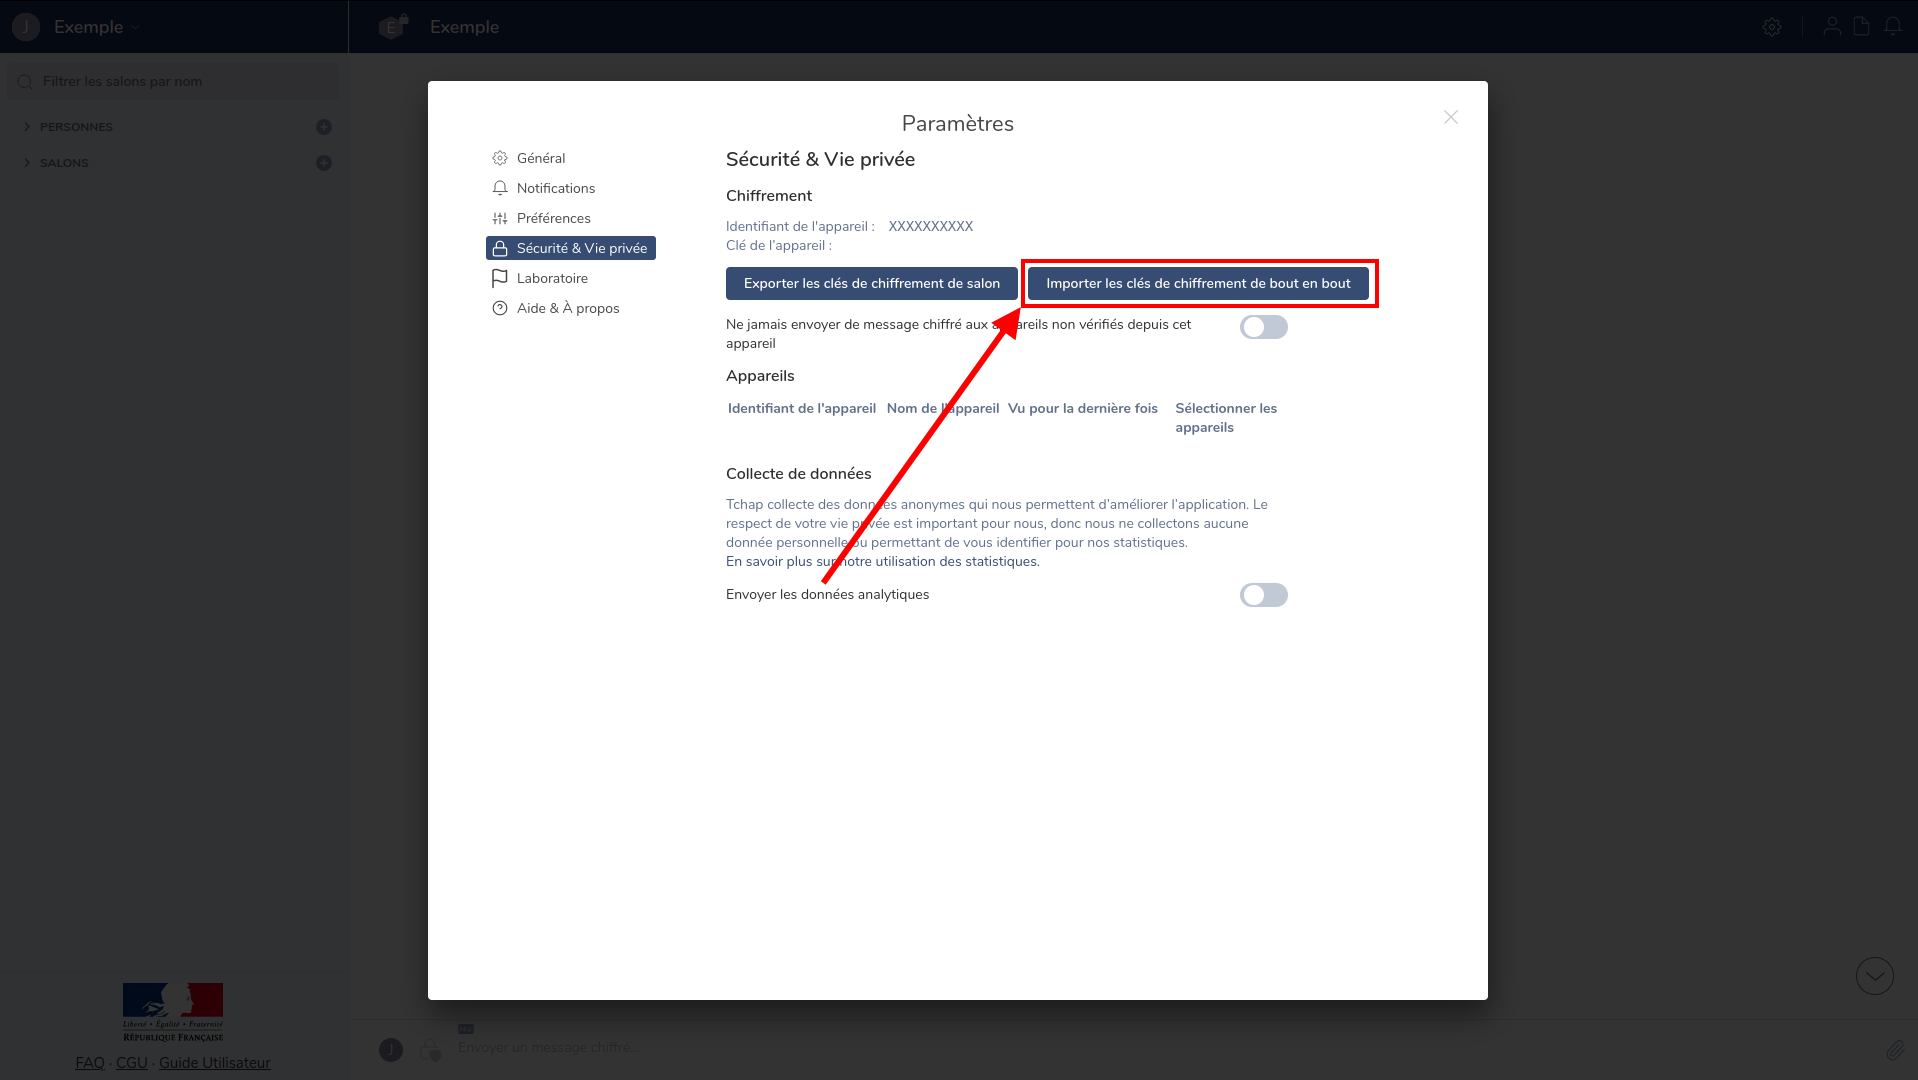 J
Exemple
E
Exemple
Filtrer les salons par nom
PERSONNES
SALONS
Paramètres
Général
Notifications
Préférences
Sécurité & Vie privée
Laboratoire
Aide & À propos
Sécurité & Vie privée
Chiffrement
Identifiant de l'appareil : XXXXXXXXXX
Clé de l'appareil :
Exporter les clés de chiffrement de salon
Importer les clés de chiffrement de bout en bout
Ne jamais envoyer de message chiffré aux appareils non vérifiés depuis cet
appareil
Appareils
Identifiant de l'appareil Nom de l'appareil Vu pour la dernière fois Sélectionner les
appareils
Collecte de données
Tchap collecte des données anonymes qui nous permettent d’améliorer l’application. Le
respect de votre vie privée est important pour nous, donc nous ne collectons aucune
donnée personnelle ou permettant de vous identifier pour nos statistiques.
En savoir plus sur notre utilisation des statistiques.
Envoyer les données analytiques
Liberté • Égalité • Fraternité
RÉPUBLIQUE FRANÇAISE
FAQ · CGU · Guide Utilisateur
J
Envoyer un message chiffré...